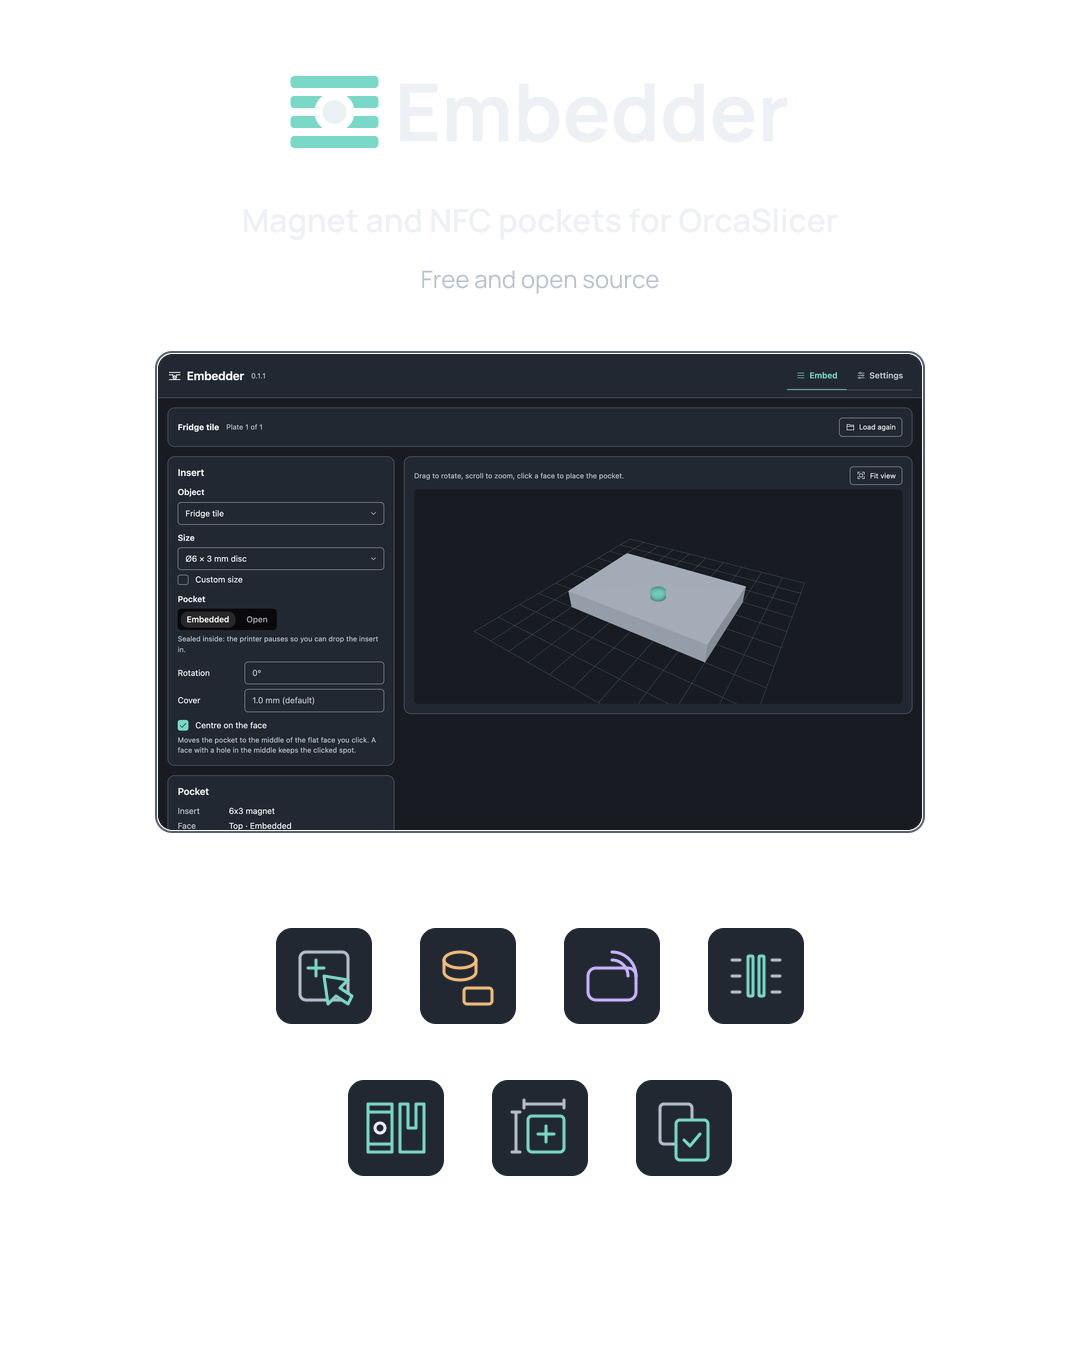 Embedder
Magnet and NFC pockets for OrcaSlicer
Free and open source
Embedder 0.1.1
Embed
Settings
Fridge tile Plate 1 of 1
Load again
Insert
Object
Fridge tile
Size
Ø6 × 3 mm disc
Custom size
Pocket
Embedded Open
Sealed inside: the printer pauses so you can drop the insert
in.
Rotation 0°
Cover 1.0 mm (default)
Centre on the face
Moves the pocket to the middle of the flat face you click. A
face with a hole in the middle keeps the clicked spot.
Drag to rotate, scroll to zoom, click a face to place the pocket.
Fit view
Pocket
Insert 6x3 magnet
Face Top · Embedded